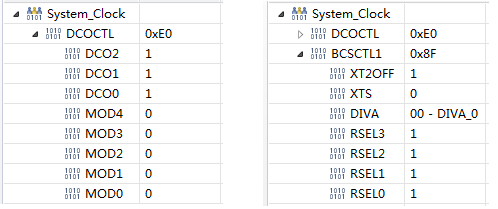 System_Clock
DCOCTL 0xE0
DCO2 1
DCO1 1
DCO0 1
MOD4 0
MOD3 0
MOD2 0
MOD1 0
MOD0 0
System_Clock
DCOCTL 0xE0
BCSCTL1 0x8F
XT2OFF 1
XTS 0
DIVA 00 - DIVA_0
RSEL3 1
RSEL2 1
RSEL1 1
RSEL0 1